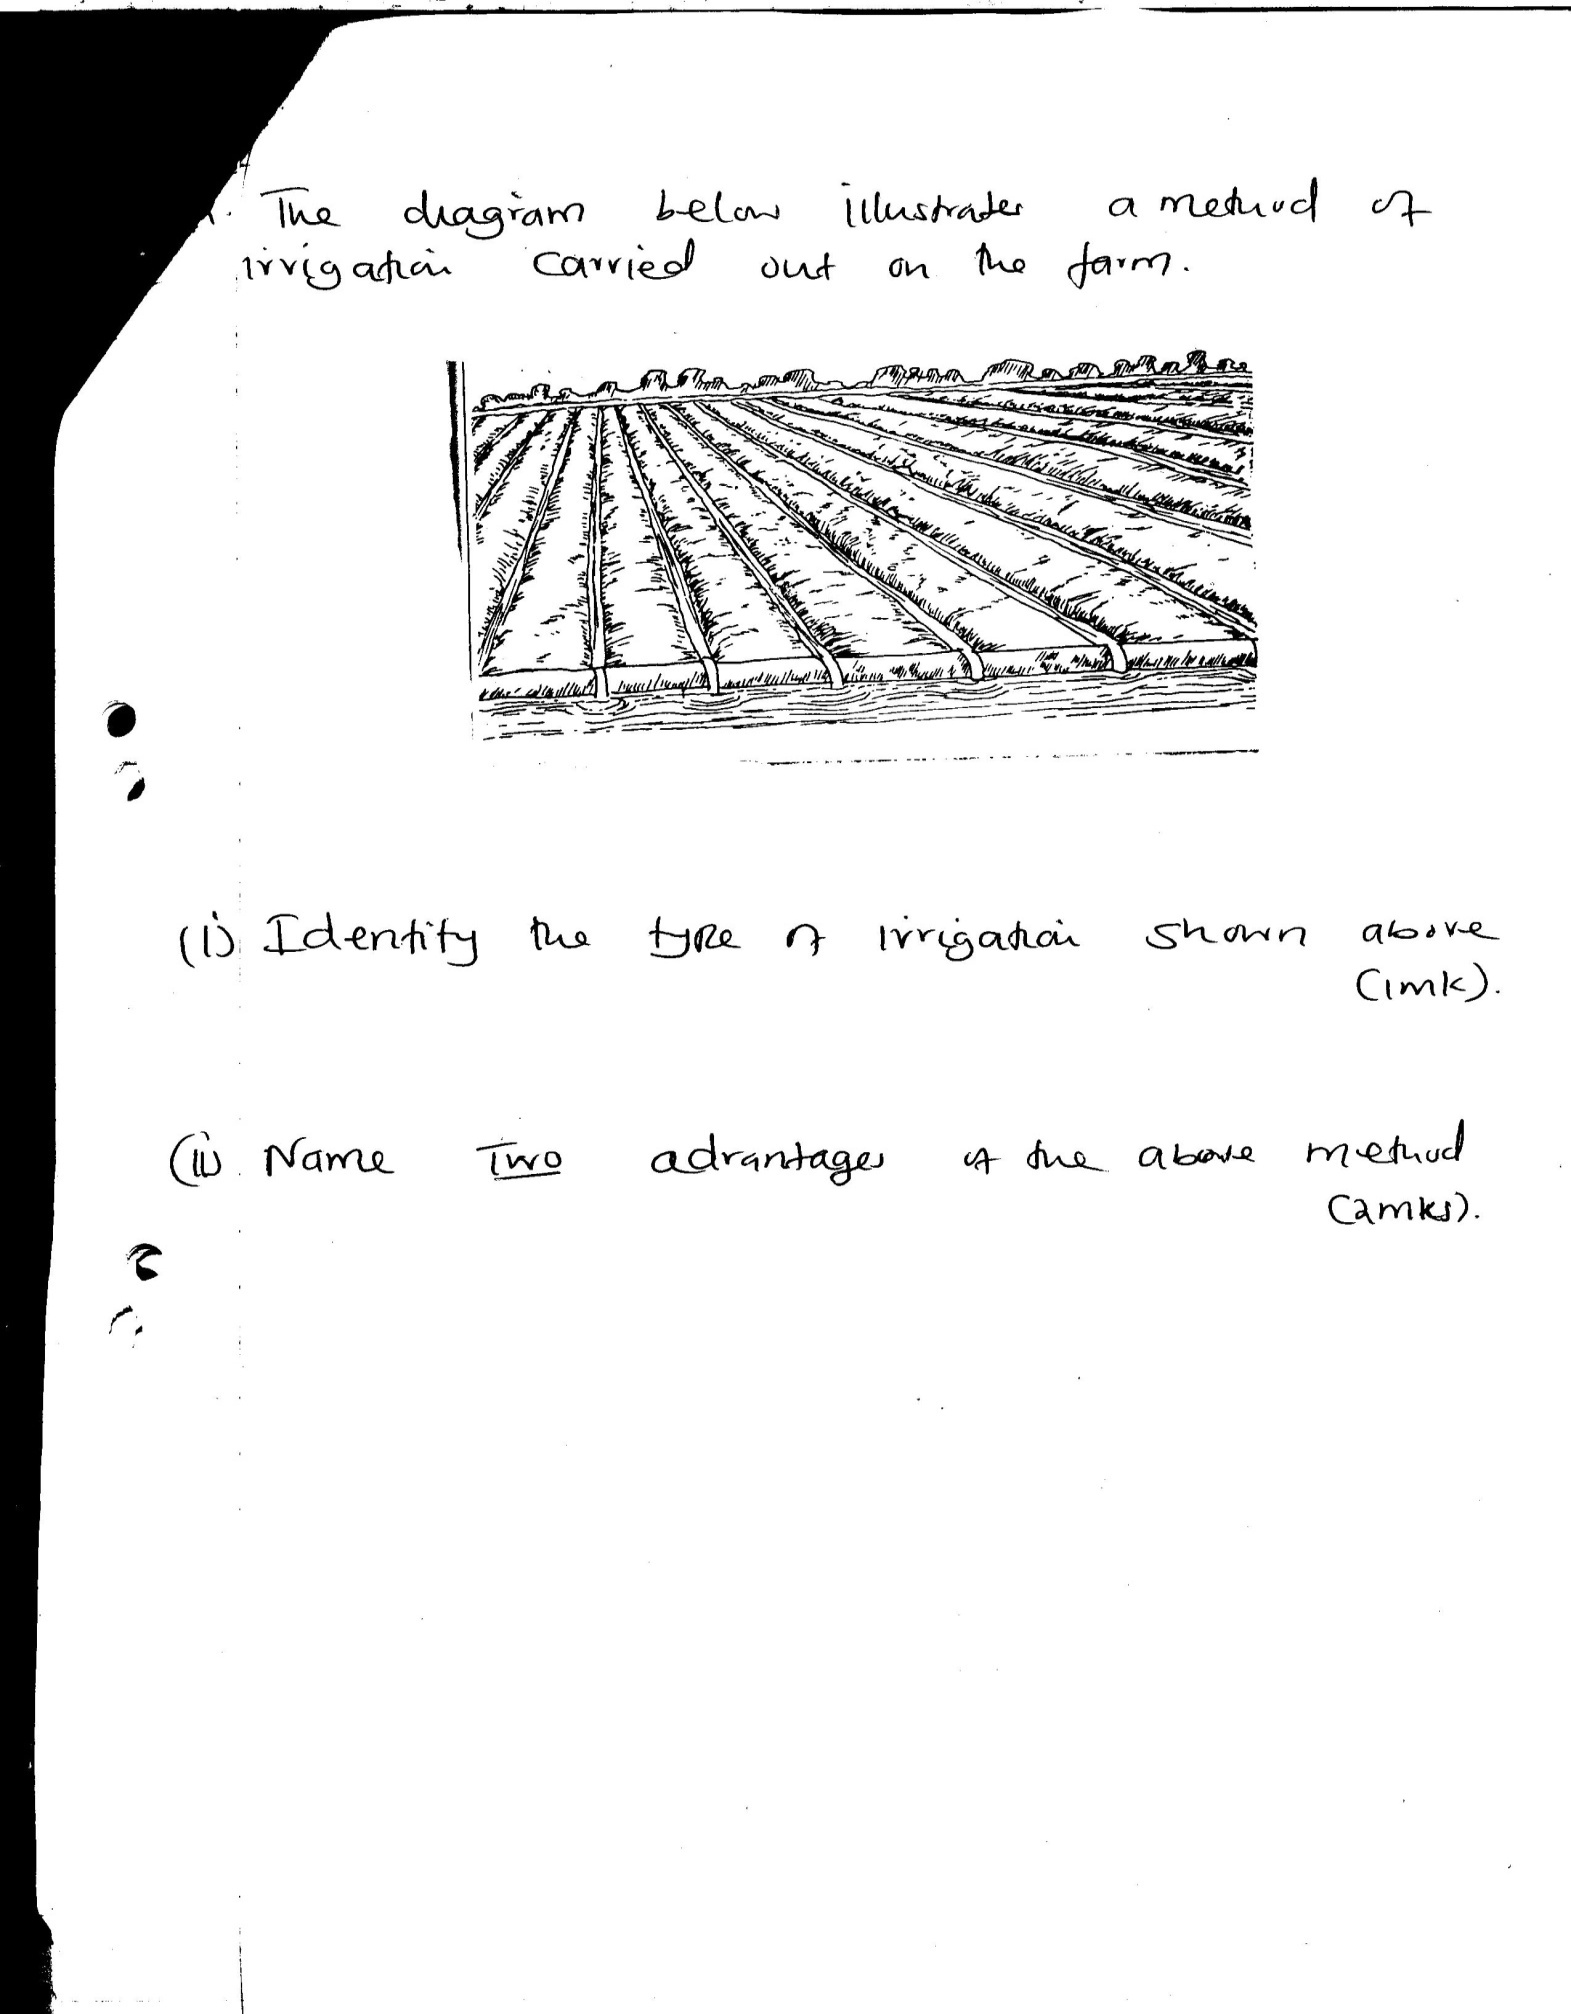 The diagram below illustrates a method of
irrigation carried out on the farm.
(i) Identify the type of irrigation shown above
(1mk).
(ii) Name Two advantages of the above method
(2mks).